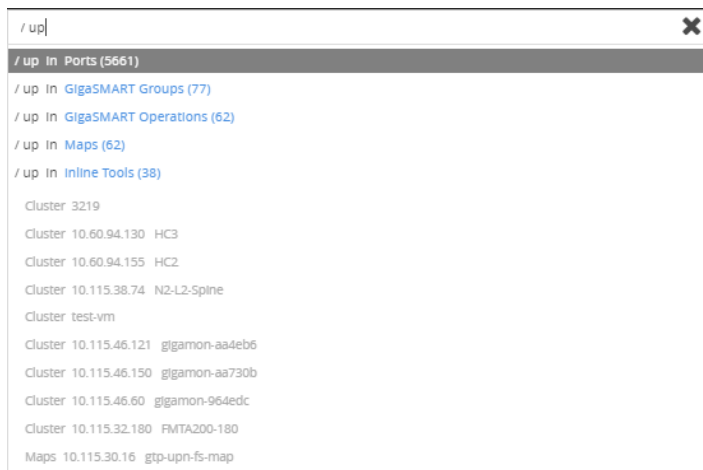 / up
/ up In Ports (5661)
/ up In GigaSMART Groups (77)
/ up In GigaSMART Operations (62)
/ up In Maps (62)
/ up In Inline Tools (38)
Cluster 3219
Cluster 10.60.94.130 HC3
Cluster 10.60.94.155 HC2
Cluster 10.115.38.74 N2-L2-Spine
Cluster test-vm
Cluster 10.115.46.121 gigamon-aa4eb6
Cluster 10.115.46.150 gigamon-aa730b
Cluster 10.115.46.60 gigamon-964edc
Cluster 10.115.32.180 FMTA200-180
Maps 10.115.30.16 gtp-upn-fs-map